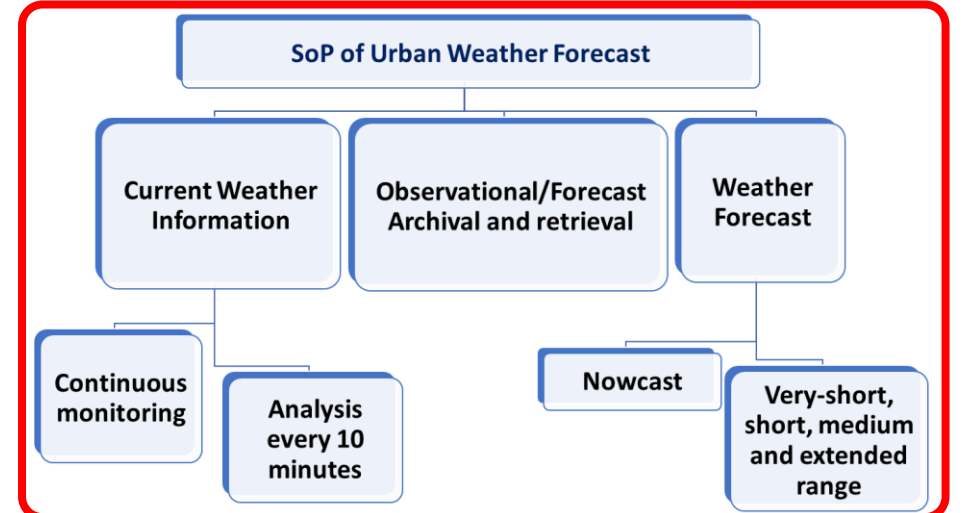 SoP of Urban Weather Forecast
Current Weather
Information
Observational/Forecast
Archival and retrieval
Weather
Forecast
Continuous
monitoring
Analysis
every 10
minutes
Nowcast
Very-short,
short, medium
and extended
range